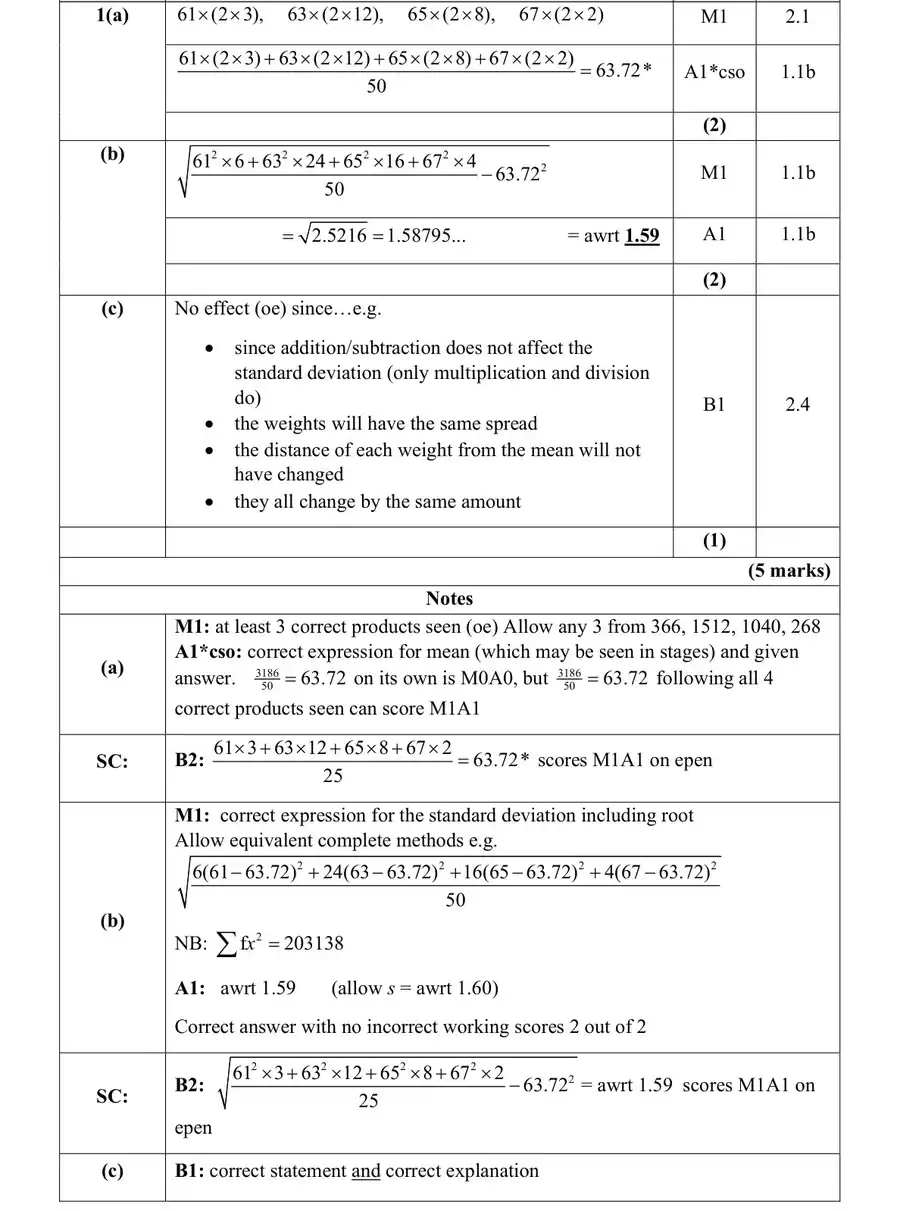 1(a) 61×(2×3), 63×(2×12), 65×(2×8), 67×(2×2) M1 2.1
61×(2×3)+63×(2×12)+65×(2×8)+67×(2×2) / 50 = 63.72* A1*cso 1.1b
(2)
(b) √(61²×6+63²×24+65²×16+67²×4 / 50 − 63.72²) M1 1.1b
= √2.5216 = 1.58795... = awrt 1.59 A1 1.1b
(2)
(c) No effect (oe) since…e.g.
• since addition/subtraction does not affect the
standard deviation (only multiplication and division
do)
• the weights will have the same spread
B1 2.4
• the distance of each weight from the mean will not
have changed
• they all change by the same amount
(1)
(5 marks)
Notes
(a) M1: at least 3 correct products seen (oe) Allow any 3 from 366, 1512, 1040, 268
A1*cso: correct expression for mean (which may be seen in stages) and given
answer. 3186/50 = 63.72 on its own is M0A0, but 3186/50 = 63.72 following all 4
correct products seen can score M1A1
SC: B2: 61×3+63×12+65×8+67×2 / 25 = 63.72* scores M1A1 on epen
(b) M1: correct expression for the standard deviation including root
Allow equivalent complete methods e.g.
√(6(61−63.72)²+24(63−63.72)²+16(65−63.72)²+4(67−63.72)² / 50)
NB: ∑fx² = 203138
A1: awrt 1.59 (allow s = awrt 1.60)
Correct answer with no incorrect working scores 2 out of 2
SC: B2: √(61²×3+63²×12+65²×8+67²×2 / 25 − 63.72²) = awrt 1.59 scores M1A1 on
epen
(c) B1: correct statement and correct explanation